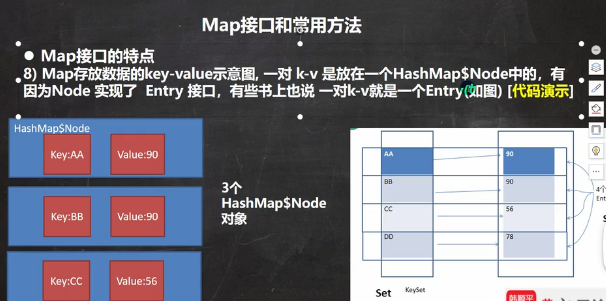 Map接口和常用方法
● Map接口的特点
8) Map存放数据的key-value示意图, 一对 k-v 是放在一个HashMap$Node中的，有
因为Node 实现了 Entry 接口，有些书上也说 一对k-v就是一个Entry(如图) [代码演示]
HashMap$Node
Key:AA
Value:90
Key:BB
Value:90
Key:CC
Value:56
3个
HashMap$Node
对象
AA
90
BB
90
CC
56
DD
78
4个
Set
KeySet
韩顺平